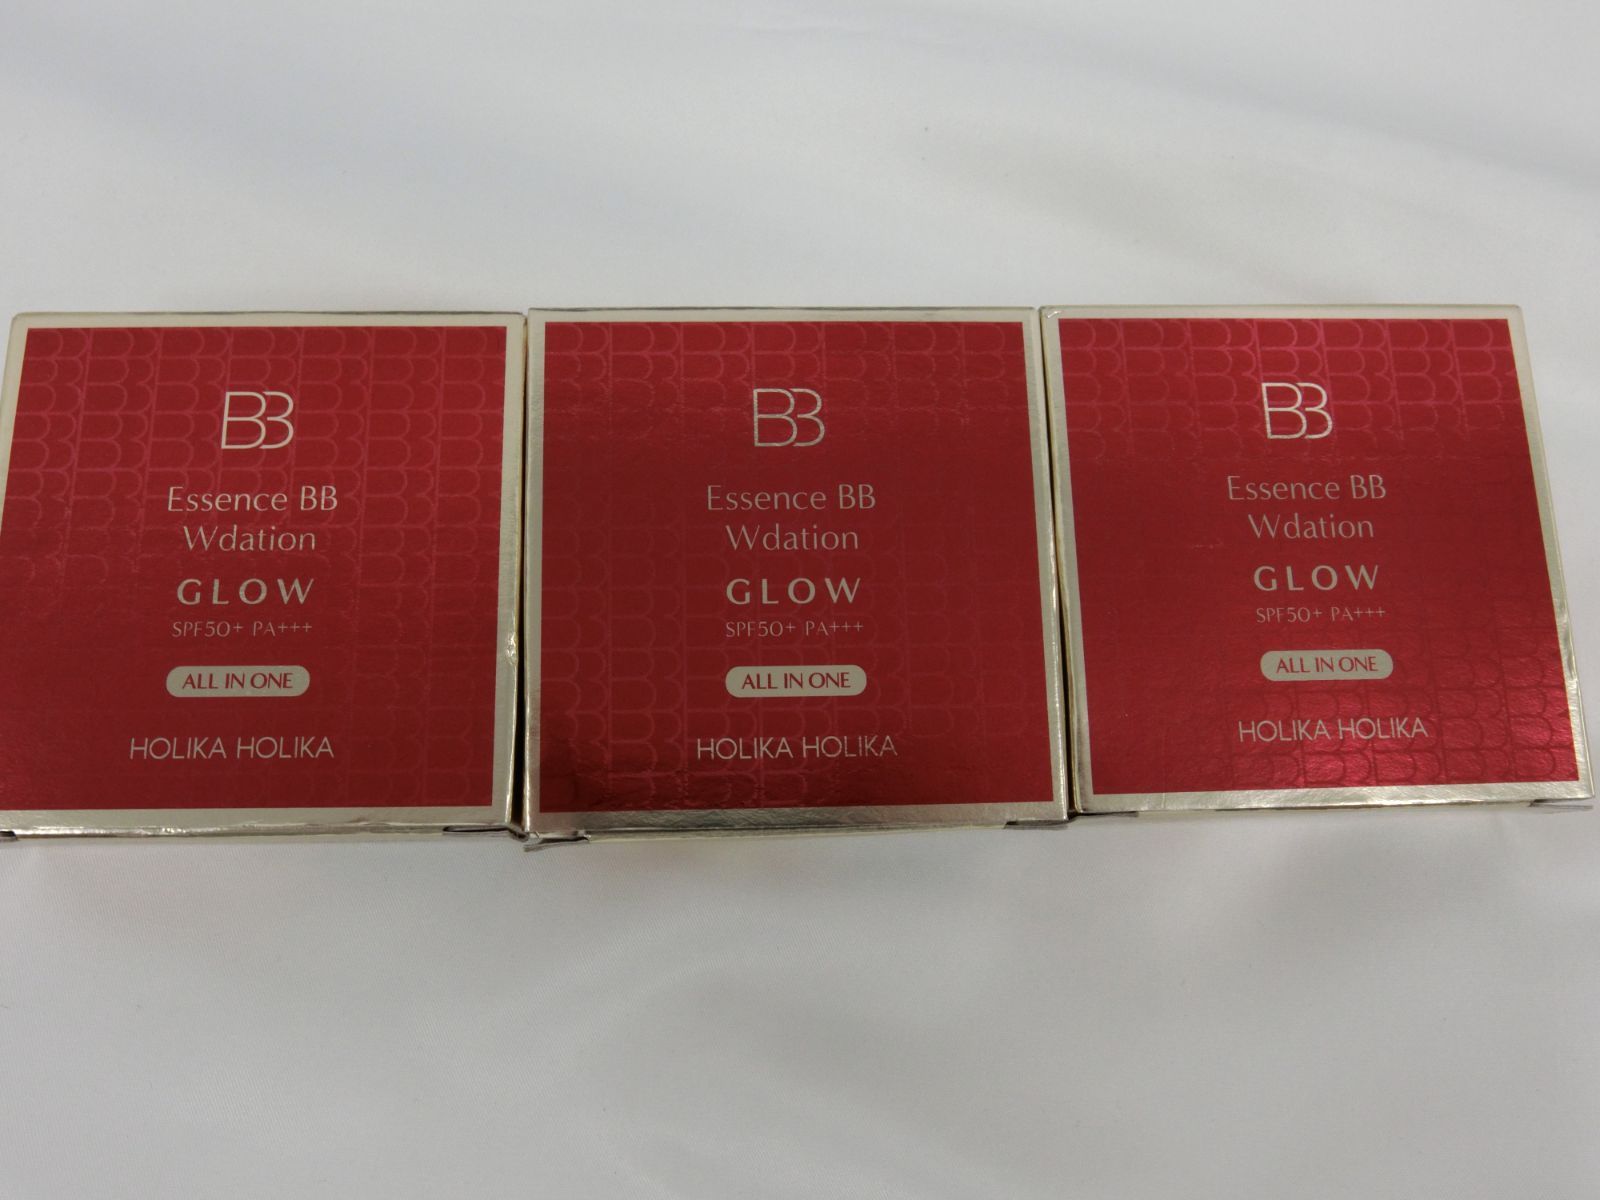 BB
Essence BB
Wdation
GLOW
SPF50+ PA+++
ALL IN ONE
HOLIKA HOLIKA
BB
Essence BB
Wdation
GLOW
SPF50+ PA+++
ALL IN ONE
HOLIKA HOLIKA
BB
Essence BB
Wdation
GLOW
SPF50+ PA+++
ALL IN ONE
HOLIKA HOLIKA